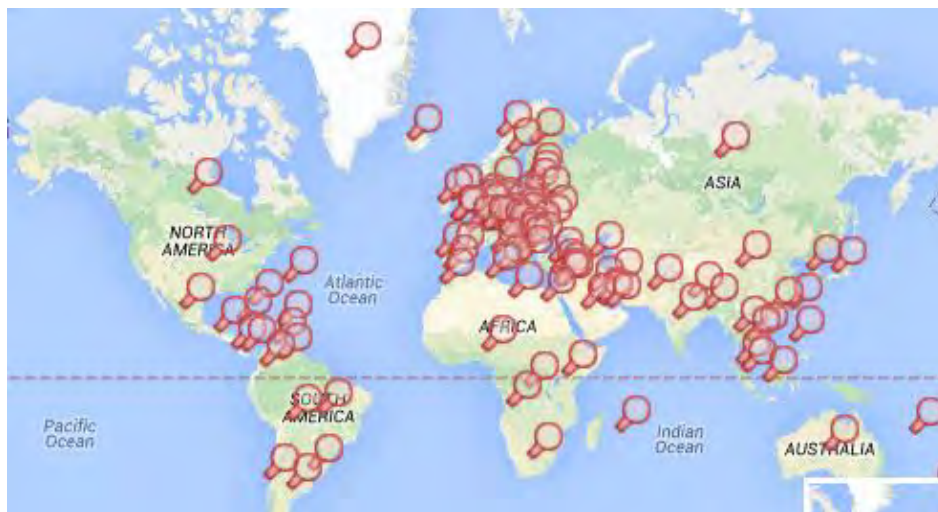 ASIA
NORTH
AMERICA
Atlantic
Ocean
AFRICA
SOUTH
AMERICA
Pacific
Ocean
Indian
Ocean
AUSTRALIA